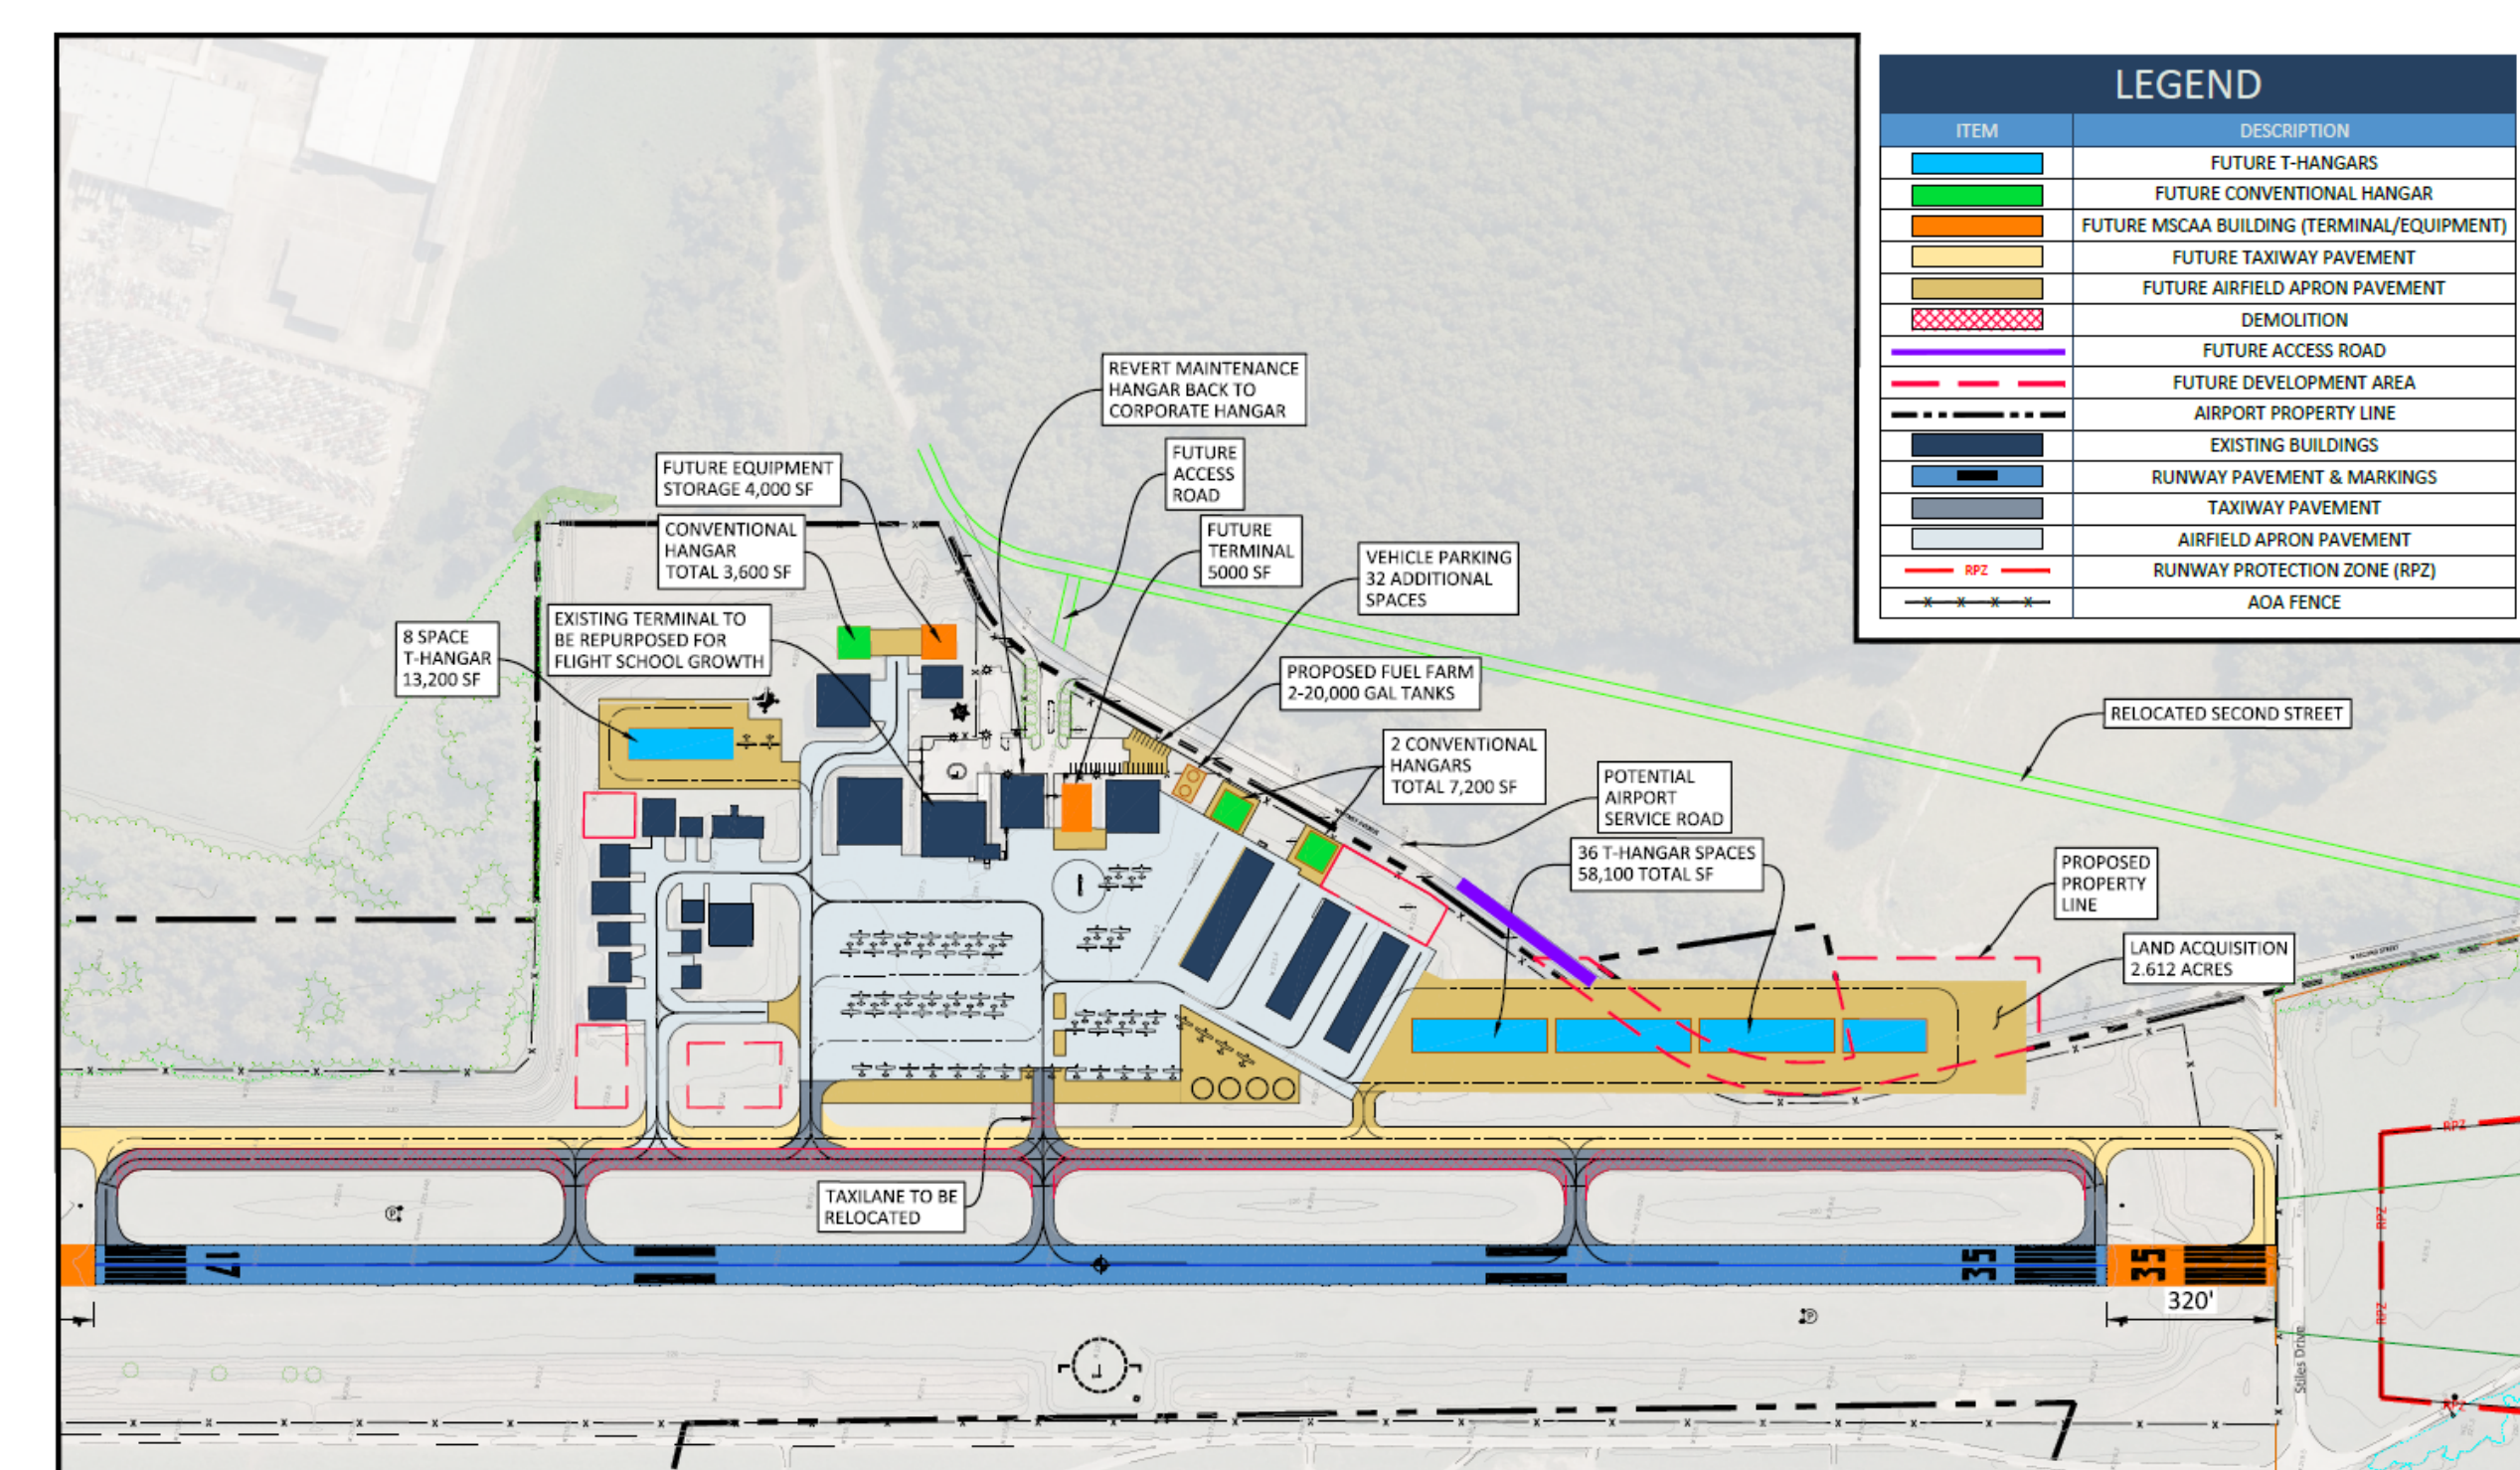 LEGEND
ITEM
DESCRIPTION
FUTURE T-HANGARS
FUTURE CONVENTIONAL HANGAR
FUTURE MSCAA BUILDING (TERMINAL/EQUIPMENT)
FUTURE TAXIWAY PAVEMENT
FUTURE AIRFIELD APRON PAVEMENT
DEMOLITION
FUTURE ACCESS ROAD
FUTURE DEVELOPMENT AREA
AIRPORT PROPERTY LINE
EXISTING BUILDINGS
RUNWAY PAVEMENT & MARKINGS
TAXIWAY PAVEMENT
AIRFIELD APRON PAVEMENT
RPZ
RUNWAY PROTECTION ZONE (RPZ)
AOA FENCE
REVERT MAINTENANCE
HANGAR BACK TO
CORPORATE HANGAR
FUTURE
ACCESS
ROAD
FUTURE EQUIPMENT
STORAGE 4,000 SF
CONVENTIONAL
HANGAR
TOTAL 3,600 SF
FUTURE
TERMINAL
5000 SF
VEHICLE PARKING
32 ADDITIONAL
SPACES
EXISTING TERMINAL TO
BE REPURPOSED FOR
FLIGHT SCHOOL GROWTH
8 SPACE
T-HANGAR
13,200 SF
PROPOSED FUEL FARM
2-20,000 GAL TANKS
RELOCATED SECOND STREET
2 CONVENTIONAL
HANGARS
TOTAL 7,200 SF
POTENTIAL
AIRPORT
SERVICE ROAD
36 T-HANGAR SPACES
58,100 TOTAL SF
PROPOSED
PROPERTY
LINE
LAND ACQUISITION
2.612 ACRES
TAXILANE TO BE
RELOCATED
RPZ
RPZ
RPZ
RPZ
17
35
35
320'
Stiles Drive